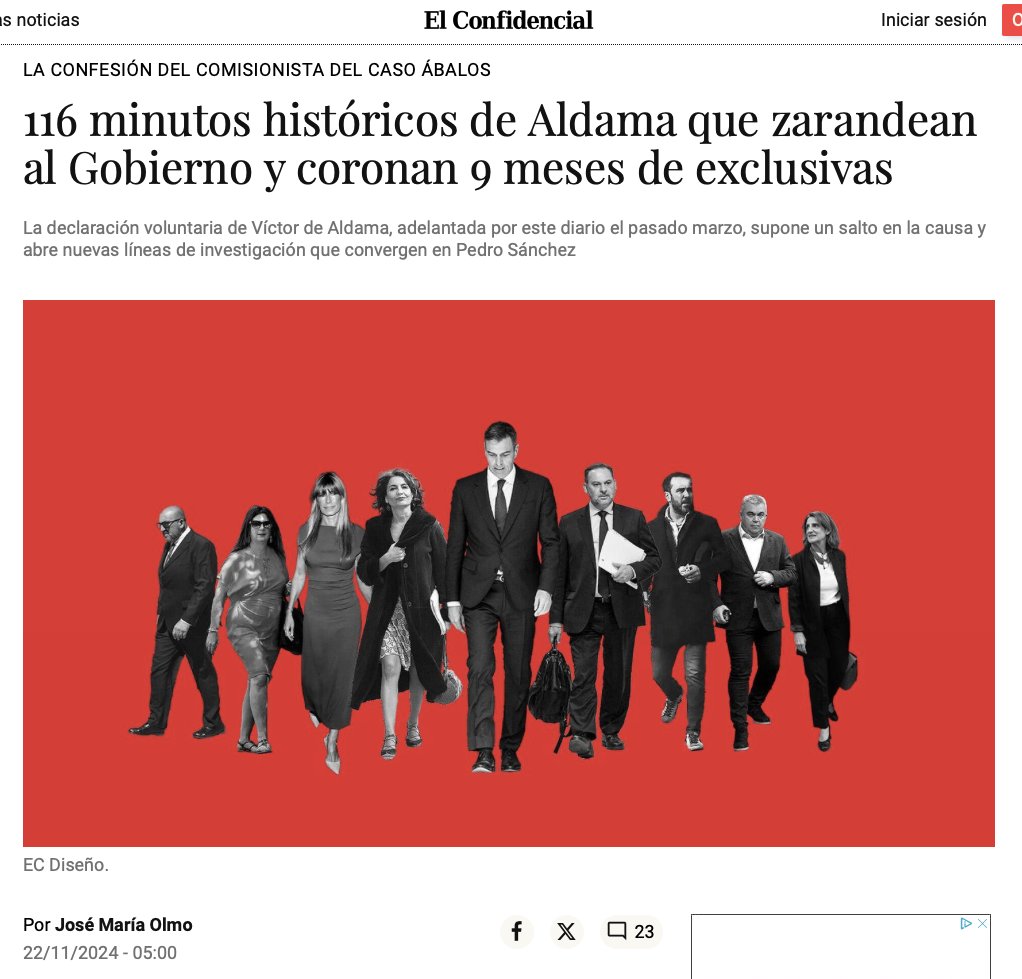 as noticias
El Confidencial
Iniciar sesión
LA CONFESIÓN DEL COMISIONISTA DEL CASO ÁBALOS
116 minutos históricos de Aldama que zarandean
al Gobierno y coronan 9 meses de exclusivas
La declaración voluntaria de Víctor de Aldama, adelantada por este diario el pasado marzo, supone un salto en la causa y
abre nuevas líneas de investigación que convergen en Pedro Sánchez
EC Diseño.
Por José María Olmo
22/11/2024 - 05:00
23